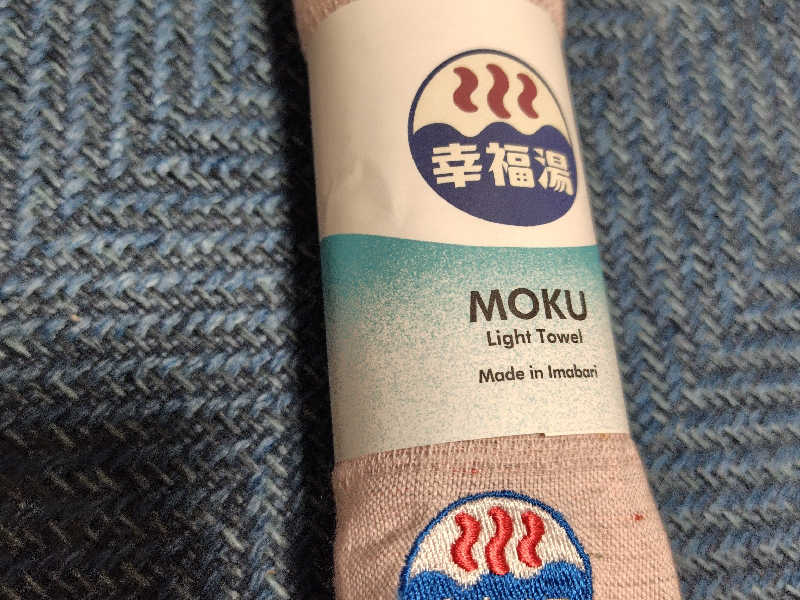 幸福湯
MOKU
Light Towel
Made in Imabari